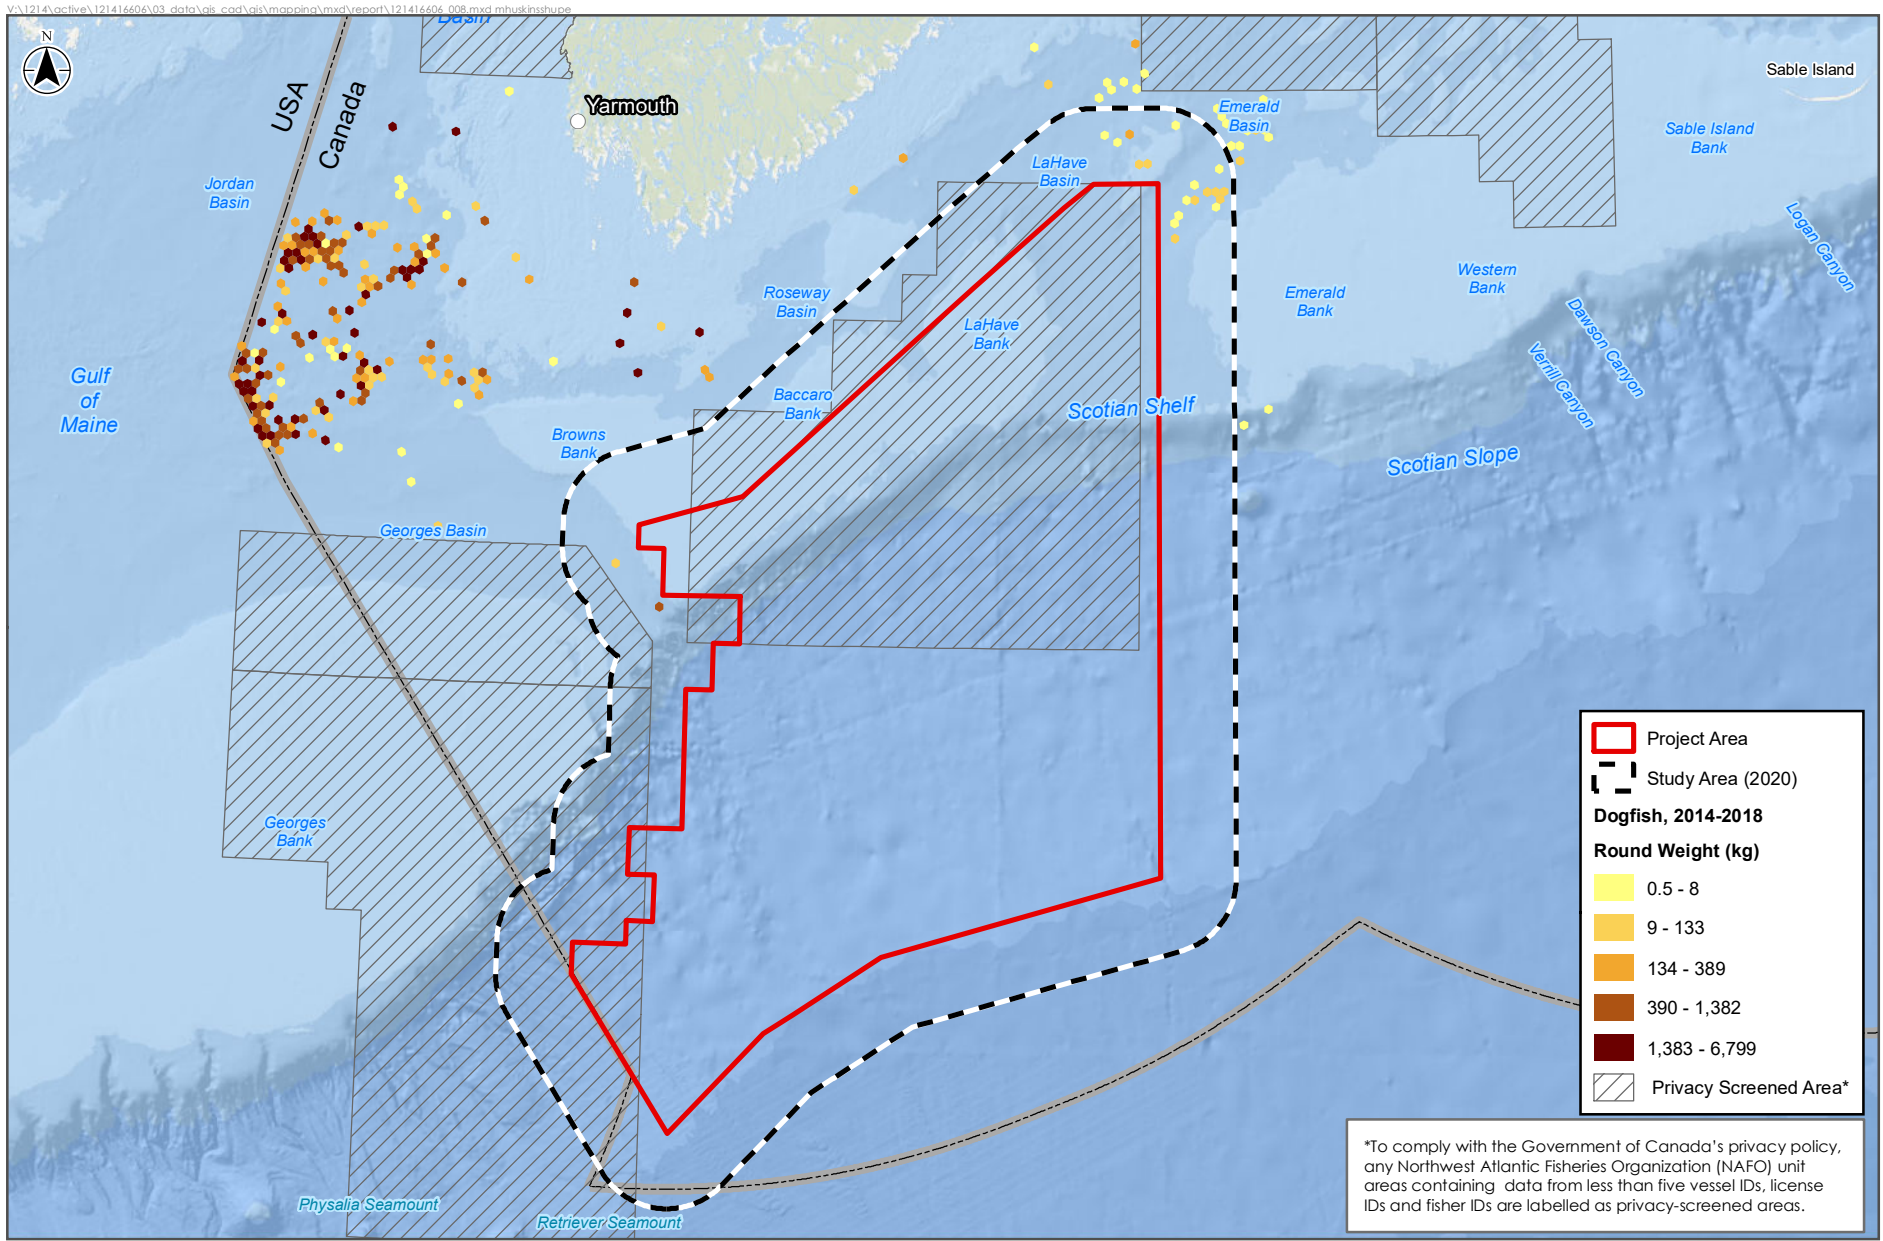 V:\1214\active\121416606\03_data\gis_cad\gis\mapping\mxd\report\121416606_008.mxd mhuskinsshupe
Basin
N
USA
Canada
Yarmouth
Sable Island
Emerald
Basin
Sable Island
Bank
LaHave
Basin
Jordan
Basin
Logan Canyon
Roseway
Basin
Emerald
Bank
Western
Bank
LaHave
Bank
Dawson Canyon
Verrill Canyon
Gulf
of
Maine
Baccaro
Bank
Scotian Shelf
Browns
Bank
Scotian Slope
Georges Basin
Georges
Bank
Physalia Seamount
Retriever Seamount
Project Area
Study Area (2020)
Dogfish, 2014-2018
Round Weight (kg)
0.5 - 8
9 - 133
134 - 389
390 - 1,382
1,383 - 6,799
Privacy Screened Area*
*To comply with the Government of Canada's privacy policy,
any Northwest Atlantic Fisheries Organization (NAFO) unit
areas containing  data from less than five vessel IDs, license
IDs and fisher IDs are labelled as privacy-screened areas.